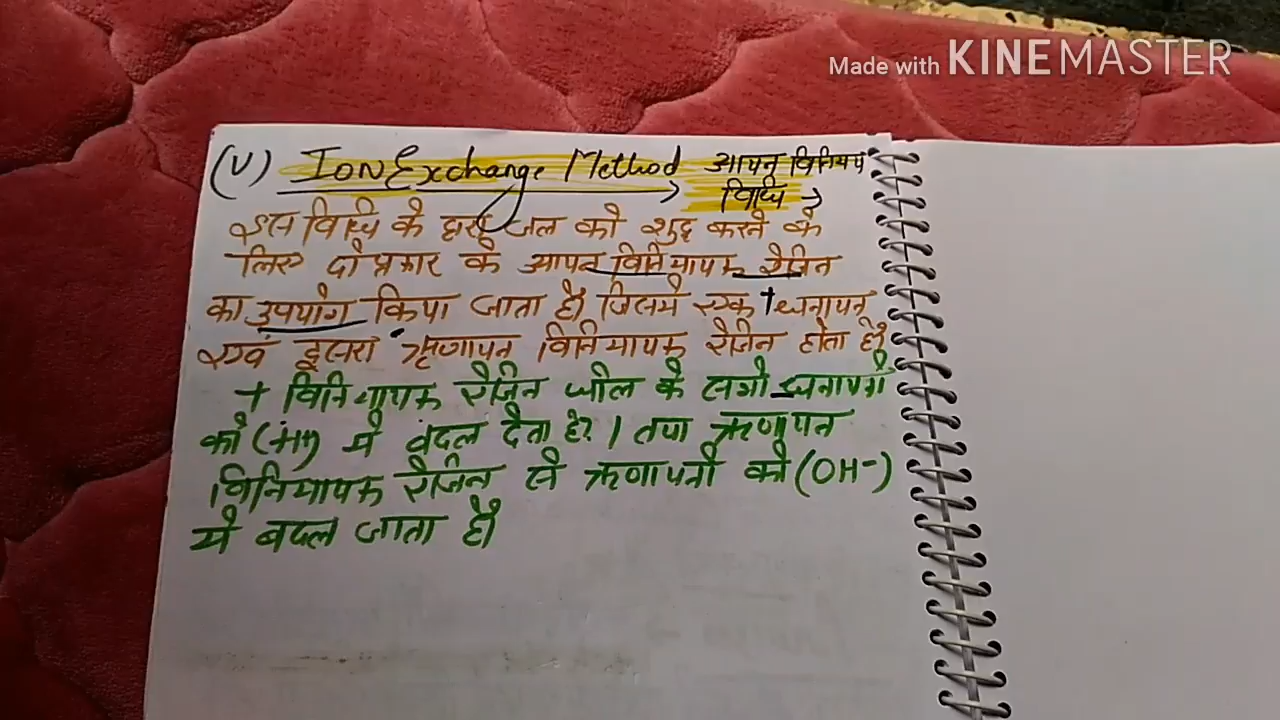 Made with KINEMASTER
(V) Ion Exchange Method आयन विनिमय
विधि →
इस विधि के द्वारा जल को शुद्ध करने के
लिए दो प्रकार के आयन विनिमायक रेजिन
का उपयोग किया जाता है। जिसमे एक + धनायन
एवं दूसरा ऋणायन विनिमायक रेजिन होता है।
+ विनिमायक रेजिन घोल के सभी धनायनो
को (H+) मे बदल देता है। तथा ऋणायन
विनिमायक रेजिन से ऋणायनो को (OH-)
मे बदल जाता है।